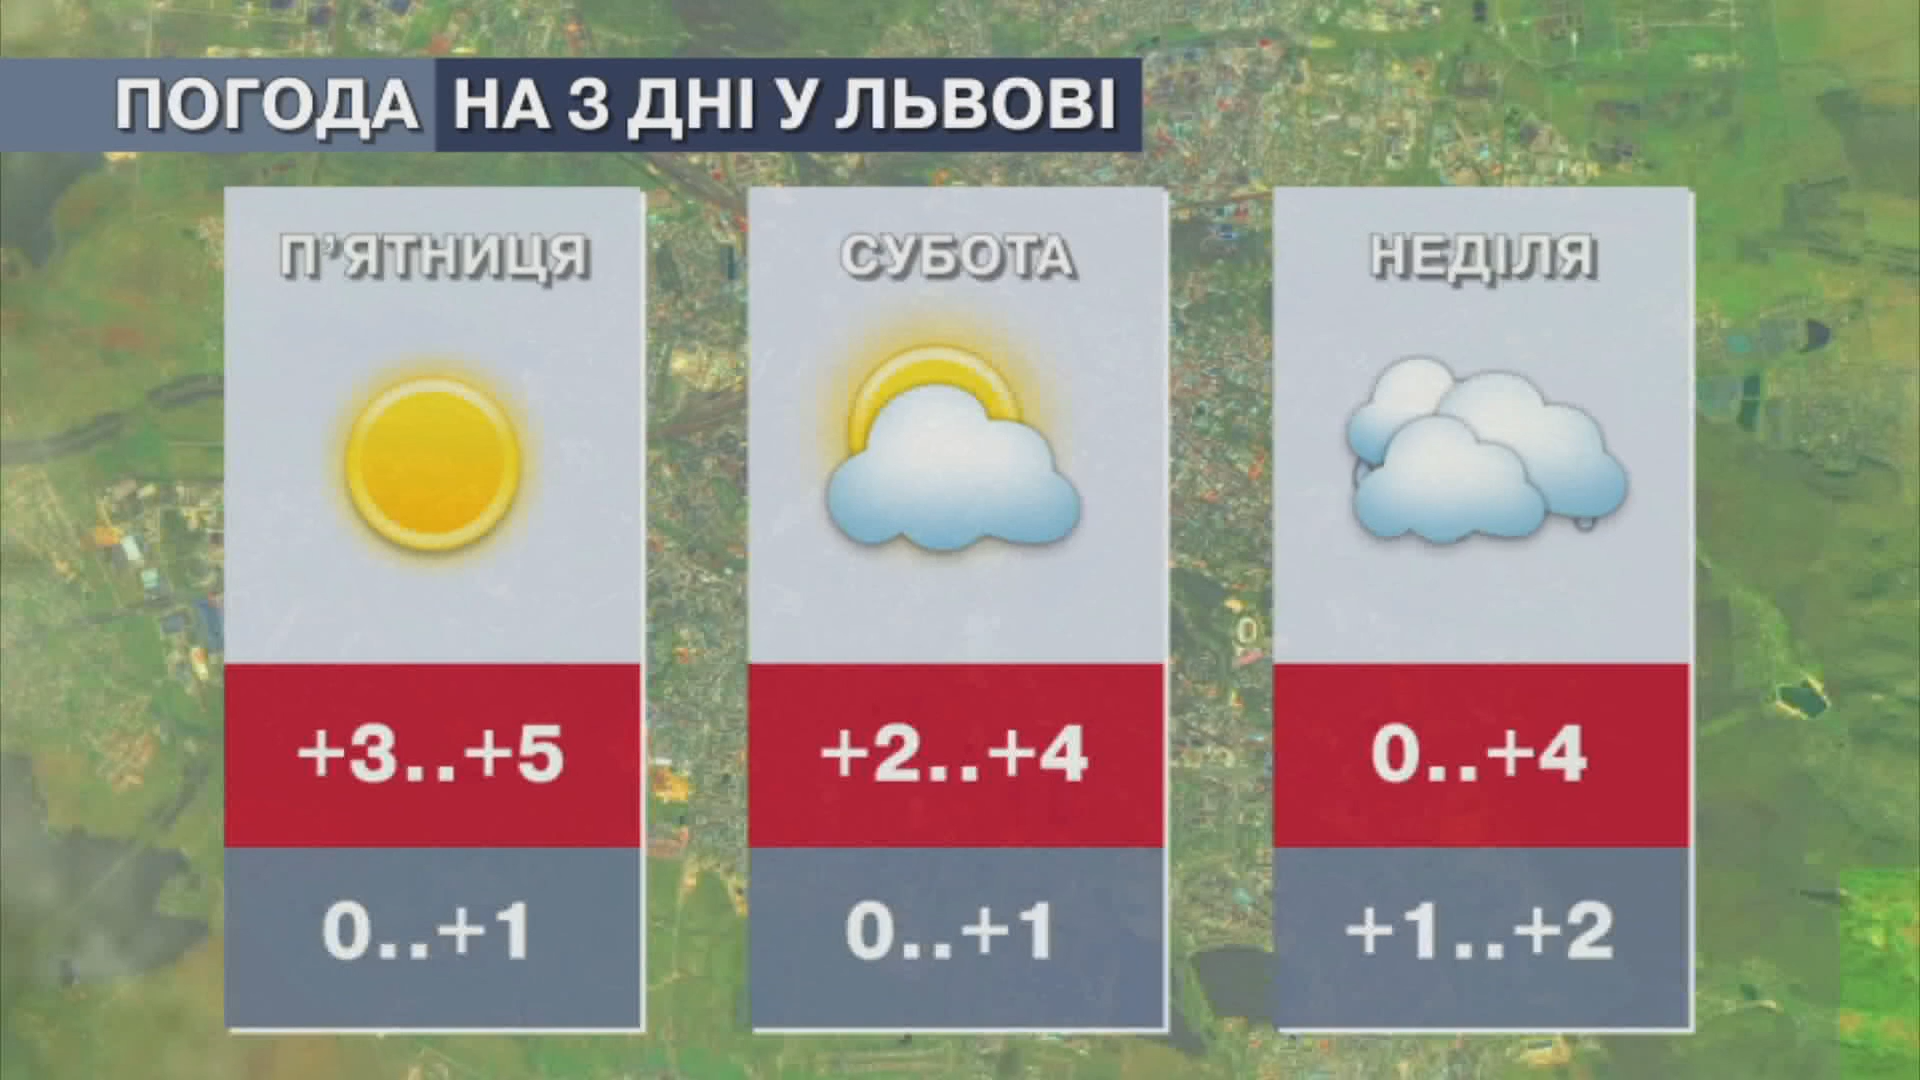 ПОГОДА НА 3 ДНІ У ЛЬВОВІ
П'ЯТНИЦЯ СУБОТА НЕДІЛЯ
+3..+5 +2..+4 0..+4
0..+1 0..+1 +1..+2